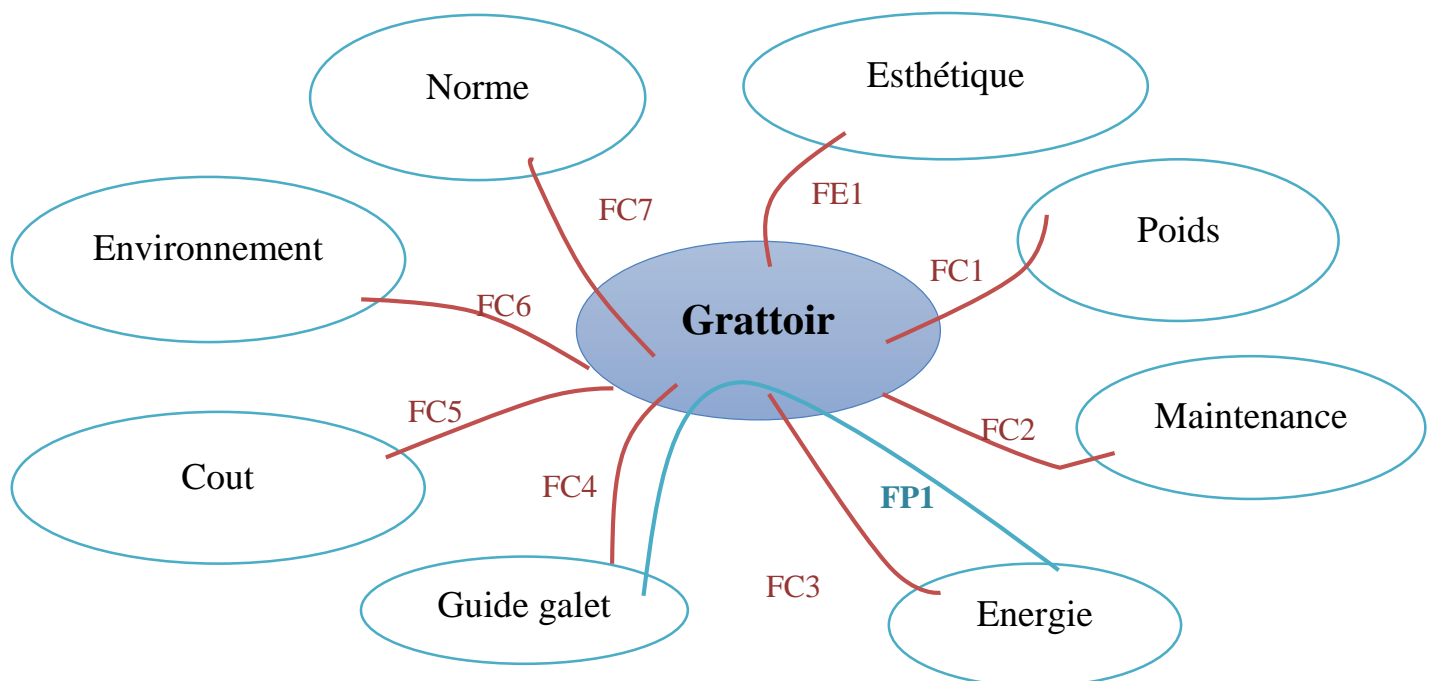 Esthétique
Norme
FE1
FC7
Poids
Environnement
FC1
FC6
Grattoir
FC5
Maintenance
FC2
Cout
FC4
FP1
FC3
Guide galet
Energie